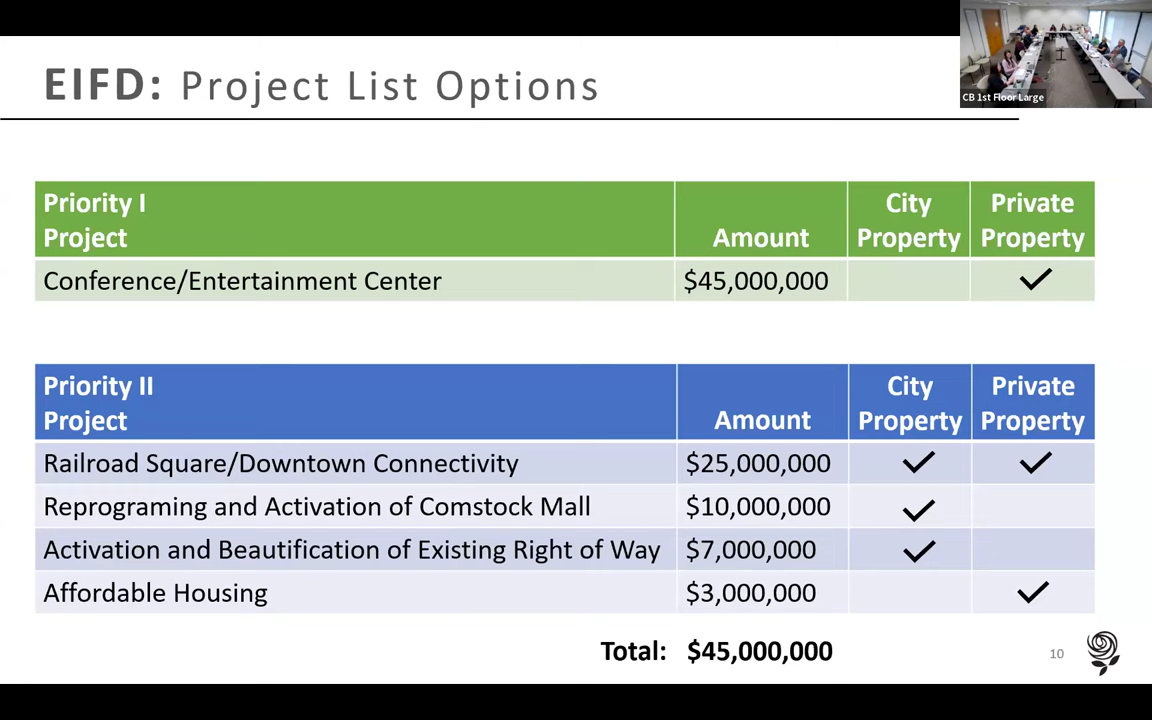 EIFD: Project List Options
CB 1st Floor Large
Priority I
Project
Amount
City
Property
Private
Property
Conference/Entertainment Center $45,000,000 ✓
Priority II
Project
Amount
City
Property
Private
Property
Railroad Square/Downtown Connectivity $25,000,000 ✓ ✓
Reprograming and Activation of Comstock Mall $10,000,000 ✓
Activation and Beautification of Existing Right of Way $7,000,000 ✓
Affordable Housing $3,000,000 ✓
Total: $45,000,000
10